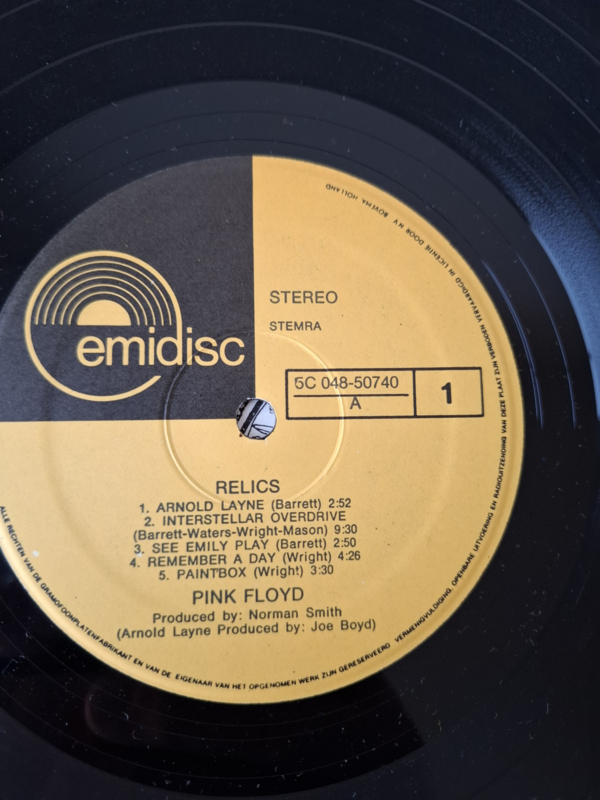 emidisc
STEREO
STEMRA
5C 048-50740
A
1
RELICS
1. ARNOLD LAYNE (Barrett) 2:52
2. INTERSTELLAR OVERDRIVE
(Barrett-Waters-Wright-Mason) 9:30
3. SEE EMILY PLAY (Barrett) 2:50
4. REMEMBER A DAY (Wright) 4:26
5. PAINTBOX (Wright) 3:30
PINK FLOYD
Produced by: Norman Smith
(Arnold Layne Produced by: Joe Boyd)
ALLE RECHTEN VAN DE GRAMOFOONPLATENFABRIKANT EN VAN DE EIGENAAR VAN HET OPGENOMEN WERK ZIJN GERESERVEERD VERMENIGVULDIGING, OPENBARE UITVOERING EN RADIOUITZENDING VAN DEZE PLAAT ZIJN VERBODEN VERVAARDIGD IN LICENTIE DOOR N.V. BOVEMA HOLLAND